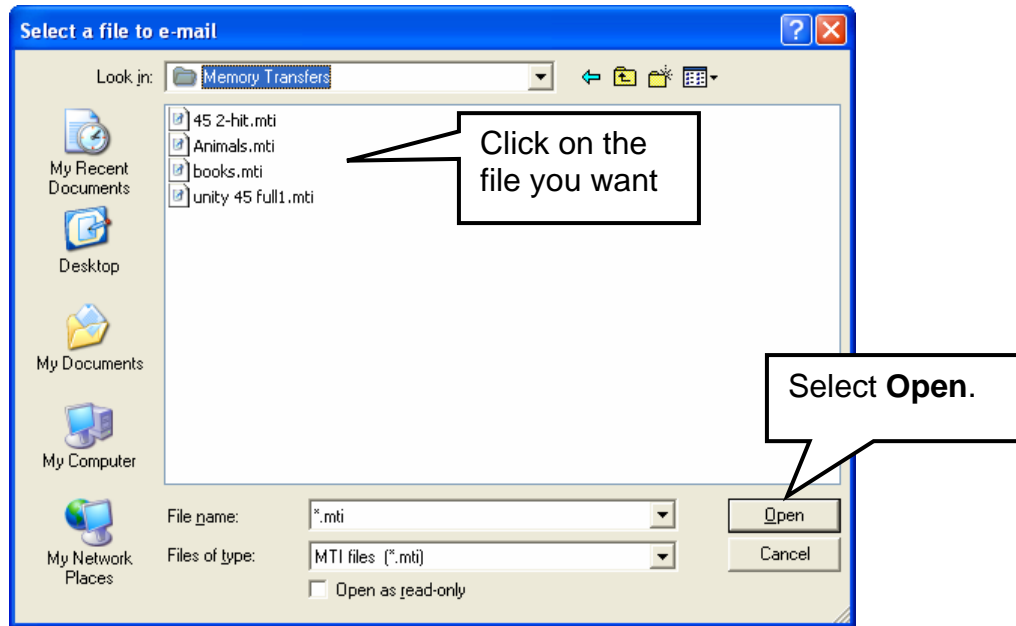 Select a file to e-mail
Look in: Memory Transfers
45 2-hit.mti
Animals.mti
books.mti
unity 45 full1.mti
Click on the
file you want
My Recent
Documents
Desktop
My Documents
My Computer
My Network
Places
Select Open.
File name: *.mti
Open
Files of type: MTI files (*.mti)
Cancel
Open as read-only